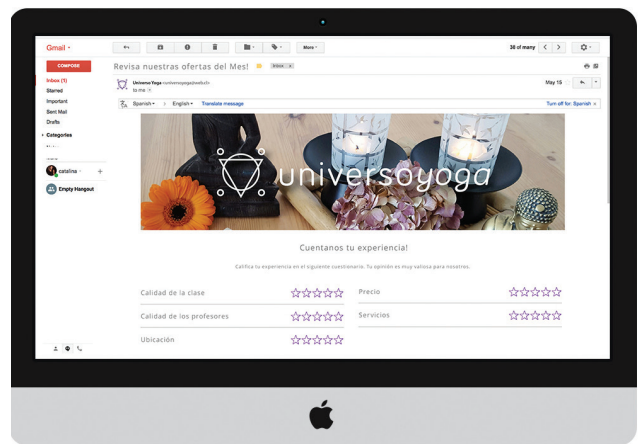 Gmail
More
38 of many
COMPOSE
Revisa nuestras ofertas del Mes!
Inbox x
Inbox (1)
Starred
Important
Sent Mail
Drafts
Categories
Universo Yoga
to me
May 15
Spanish
English
Translate message
Turn off for: Spanish x
catalina
+
Empty Hangout
universoyoga
Cuentanos tu experiencia!
Califica tu experiencia en el siguiente cuestionario. Tu opinión es muy valiosa para nosotros.
Calidad de la clase
Precio
Calidad de los profesores
Servicios
Ubicación